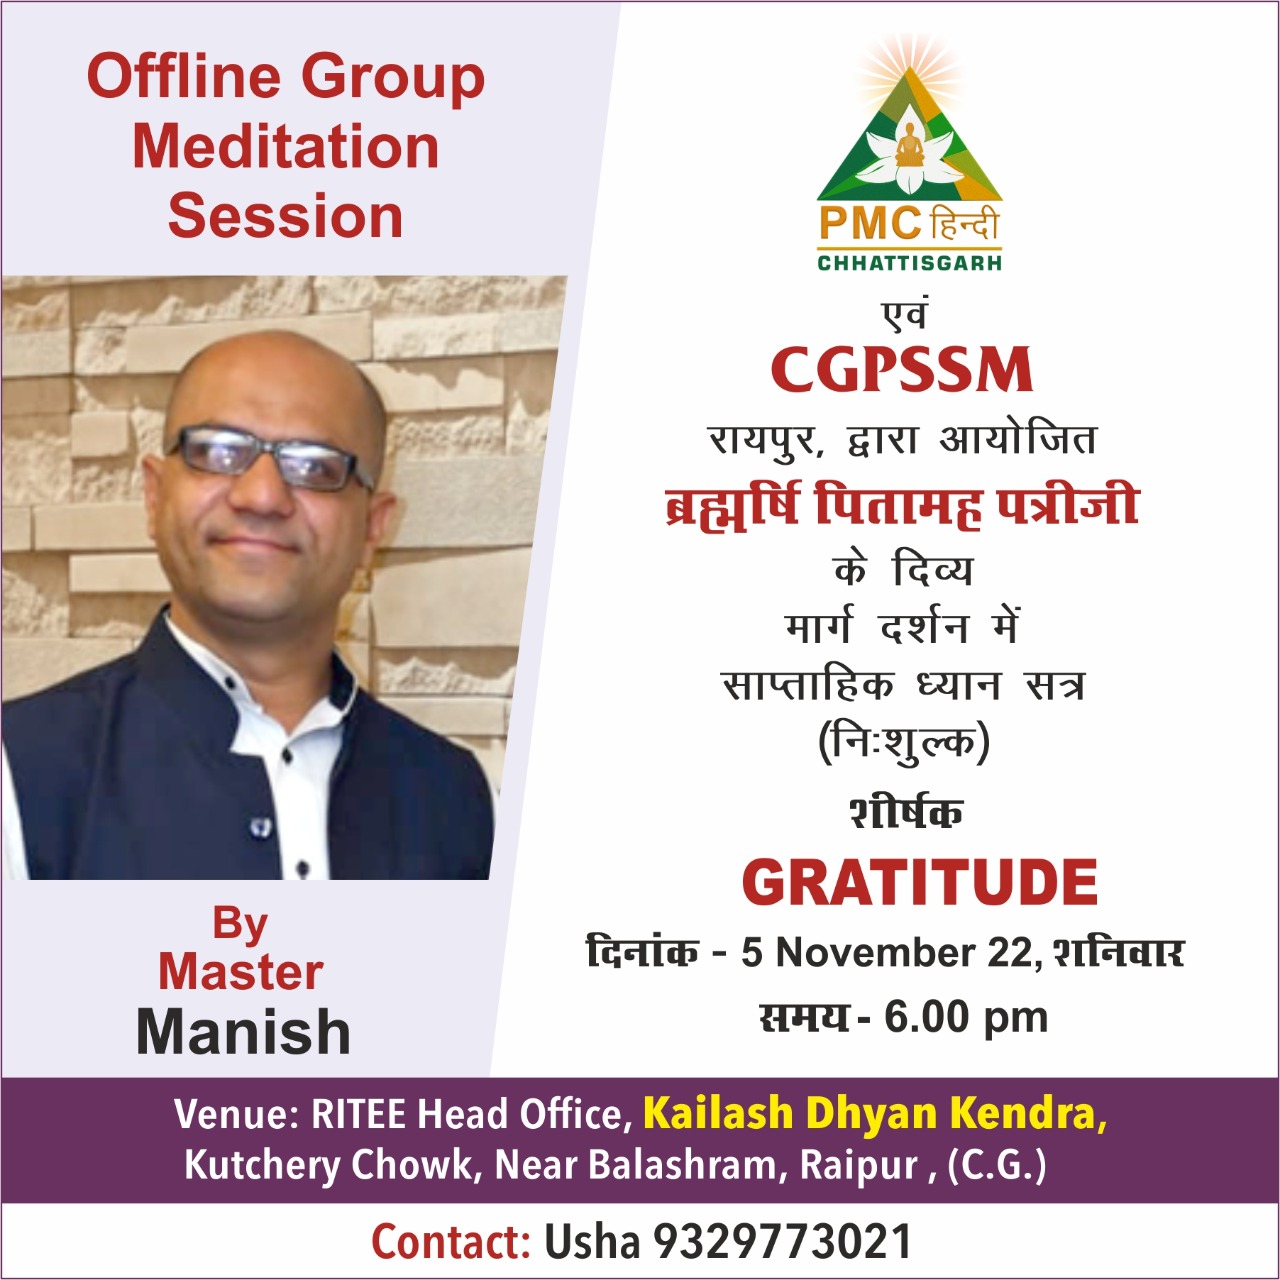 Offline Group
Meditation
Session
By
Master
Manish
PMC हिन्दी
CHHATTISGARH
एवं
CGPSSM
रायपुर, द्वारा आयोजित
ब्रह्मर्षि पितामह पत्रीजी
के दिव्य
मार्ग दर्शन में
साप्ताहिक ध्यान सत्र
(निःशुल्क)
शीर्षक
GRATITUDE
दिनांक - 5 November 22, शनिवार
समय - 6.00 pm
Venue: RITEE Head Office, Kailash Dhyan Kendra,
Kutchery Chowk, Near Balashram, Raipur , (C.G.)
Contact: Usha 9329773021